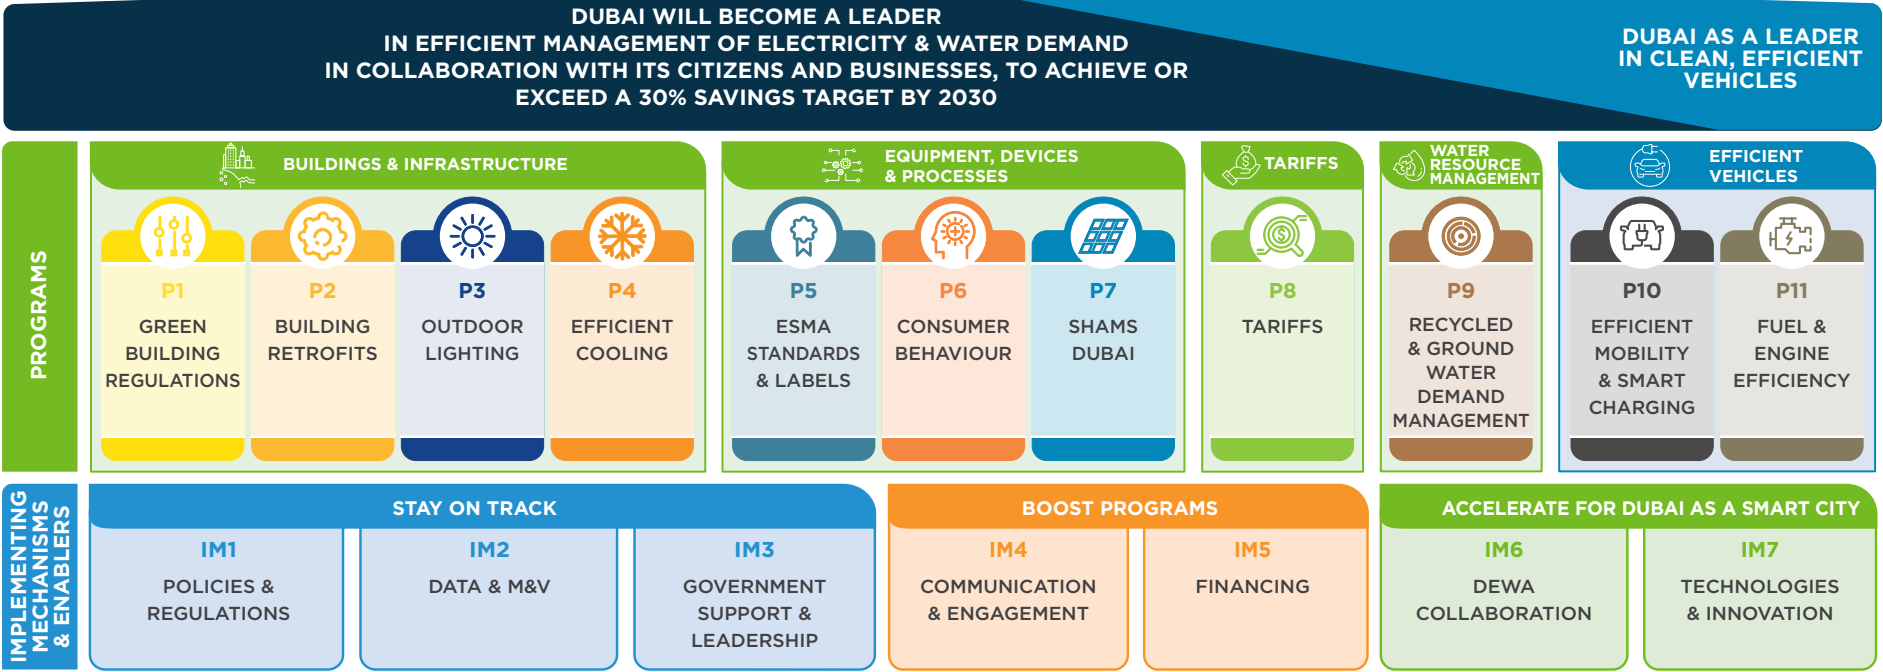 DUBAI WILL BECOME A LEADER
IN EFFICIENT MANAGEMENT OF ELECTRICITY & WATER DEMAND
IN COLLABORATION WITH ITS CITIZENS AND BUSINESSES, TO ACHIEVE OR
EXCEED A 30% SAVINGS TARGET BY 2030
DUBAI AS A LEADER
IN CLEAN, EFFICIENT
VEHICLES
PROGRAMS
BUILDINGS & INFRASTRUCTURE
P1
GREEN
BUILDING
REGULATIONS
P2
BUILDING
RETROFITS
P3
OUTDOOR
LIGHTING
P4
EFFICIENT
COOLING
EQUIPMENT, DEVICES
& PROCESSES
P5
ESMA
STANDARDS
& LABELS
P6
CONSUMER
BEHAVIOUR
P7
SHAMS
DUBAI
TARIFFS
P8
TARIFFS
WATER
RESOURCE
MANAGEMENT
P9
RECYCLED
& GROUND
WATER
DEMAND
MANAGEMENT
EFFICIENT
VEHICLES
P10
EFFICIENT
MOBILITY
& SMART
CHARGING
P11
FUEL &
ENGINE
EFFICIENCY
IMPLEMENTING
MECHANISMS
& ENABLERS
STAY ON TRACK
IM1
POLICIES &
REGULATIONS
IM2
DATA & M&V
IM3
GOVERNMENT
SUPPORT &
LEADERSHIP
BOOST PROGRAMS
IM4
COMMUNICATION
& ENGAGEMENT
IM5
FINANCING
ACCELERATE FOR DUBAI AS A SMART CITY
IM6
DEWA
COLLABORATION
IM7
TECHNOLOGIES
& INNOVATION